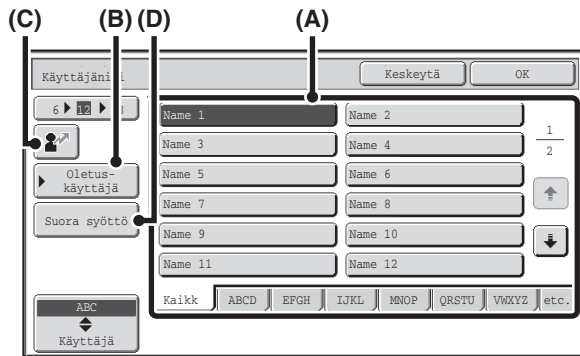 (C) (B) (D) (A)
Keskeytä OK
6 12
Name 1 Name 2
Name 3 Name 4
1
2
Oletus-
käyttäjä
Name 5 Name 6
Suora syöttö
Name 7 Name 8
Name 9 Name 10
Name 11 Name 12
Kaikk ABCD EFGH IJKL MNOP QRSTU VWXYZ etc.
ABC
Käyttäjä